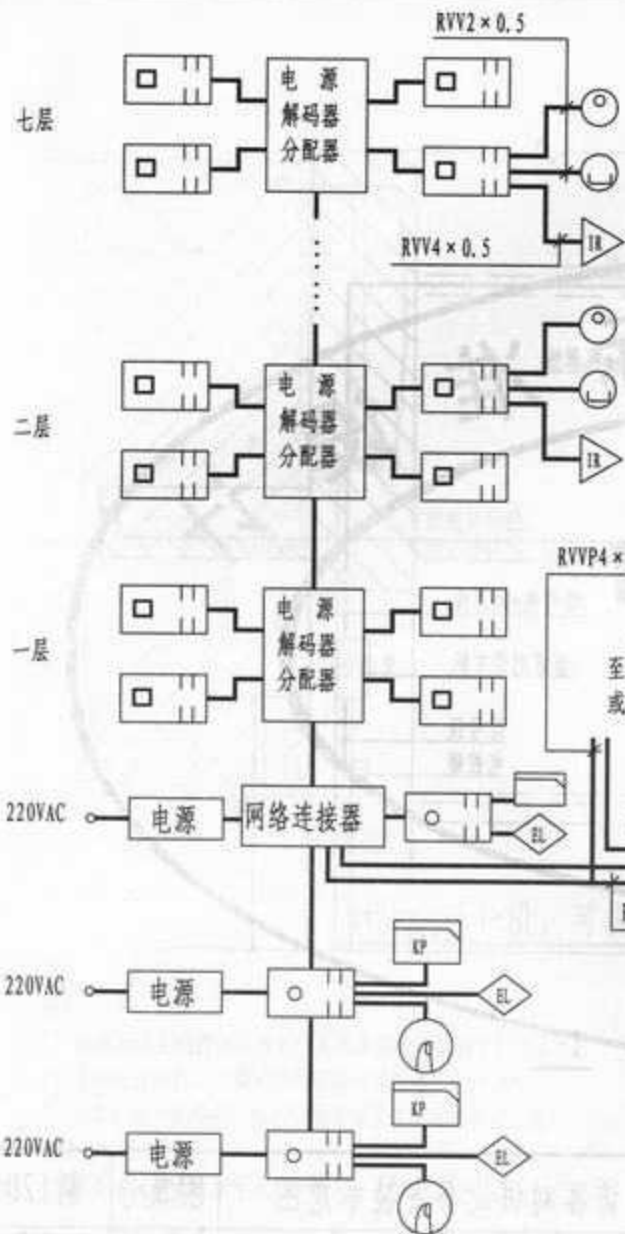 RVV2×0.5
七层
电 源
解码器
分配器
RVV4×0.5
IR
二层
电 源
解码器
分配器
IR
RVVP4×
一层
电 源
解码器
分配器
至
或
220VAC
电源
网络连接器
EL
KP
220VAC
电源
EL
KP
220VAC
电源
EL